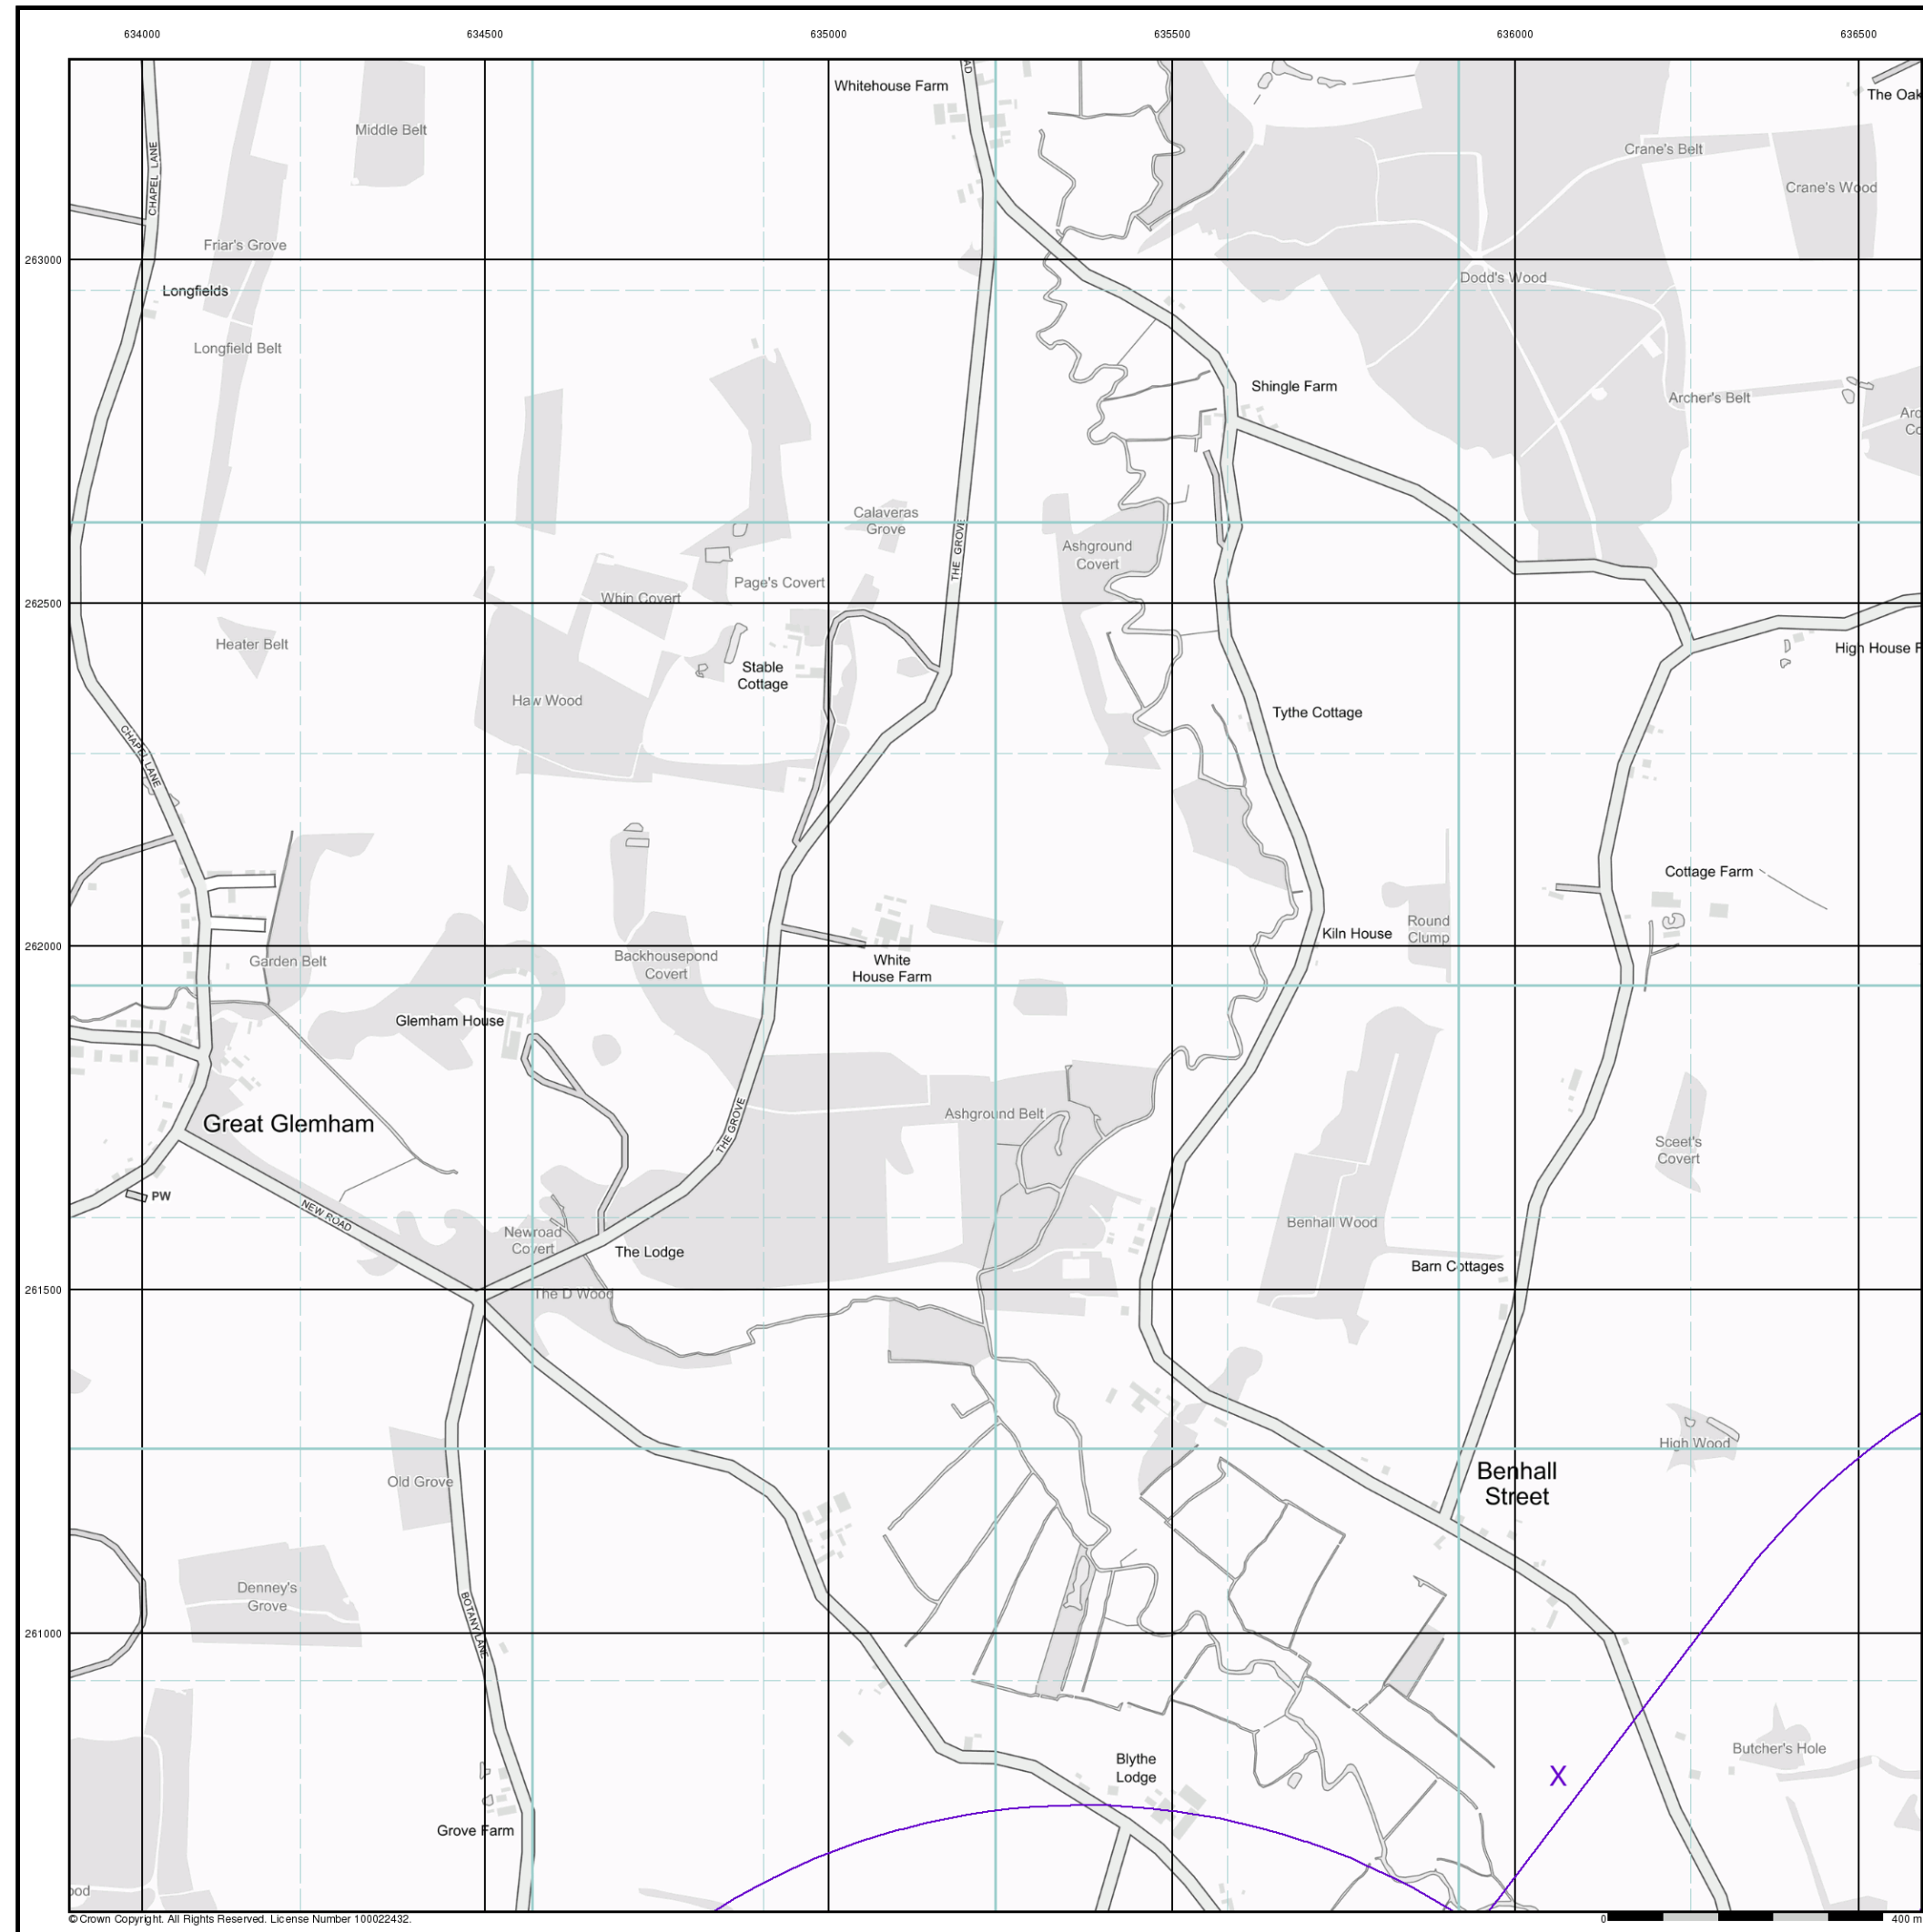 634000 634500 635000 635500 636000 636500
Whitehouse Farm
AD
The Oak
Middle Belt
CHAPEL LANE
Crane's Belt
Crane's Wood
Friar's Grove
263000
Longfields
Dodd's Wood
Longfield Belt
Shingle Farm
Archer's Belt
Arc
Co
Calaveras
Grove
THE GROVE
Ashground
Covert
Page's Covert
Whin Covert
262500
Heater Belt
High House F
Stable
Cottage
Haw Wood
Tythe Cottage
CHAPEL LANE
Cottage Farm
Round
Clump
Kiln House
262000
Garden Belt
Backhousepond
Covert
White
House Farm
Glemham House
Great Glemham
THE GROVE
Ashground Belt
Sceet's
Covert
PW
NEW ROAD
Newroad
Covert
The Lodge
Benhall Wood
Barn Cottages
261500
The D Wood
High Wood
Old Grove
Benhall
Street
Denney's
Grove
BOTANY LANE
261000
Butcher's Hole
Blythe
Lodge
X
Grove Farm
ood
© Crown Copyright. All Rights Reserved. License Number 100022432.
0 400 m